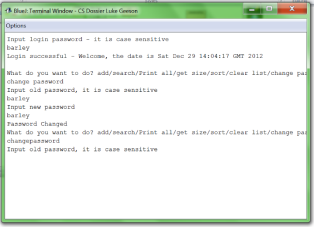 BlueJ: Terminal Window - CS Dossier Luke Gwnion
Options
Input login password - it is case sensitive
barley
Login successful - Welcome, the date is Sat Dec 29 14:04:17 GMT 2012
What do you want to do? add/search/Print all/get size/sort/clear list/change pas
change password
Input old password, it is case sensitive
barley
Input new password
barley
Password Changed
What do you want to do? add/search/Print all/get size/sort/clear list/change pas
changepassword
Input old password, it is case sensitive